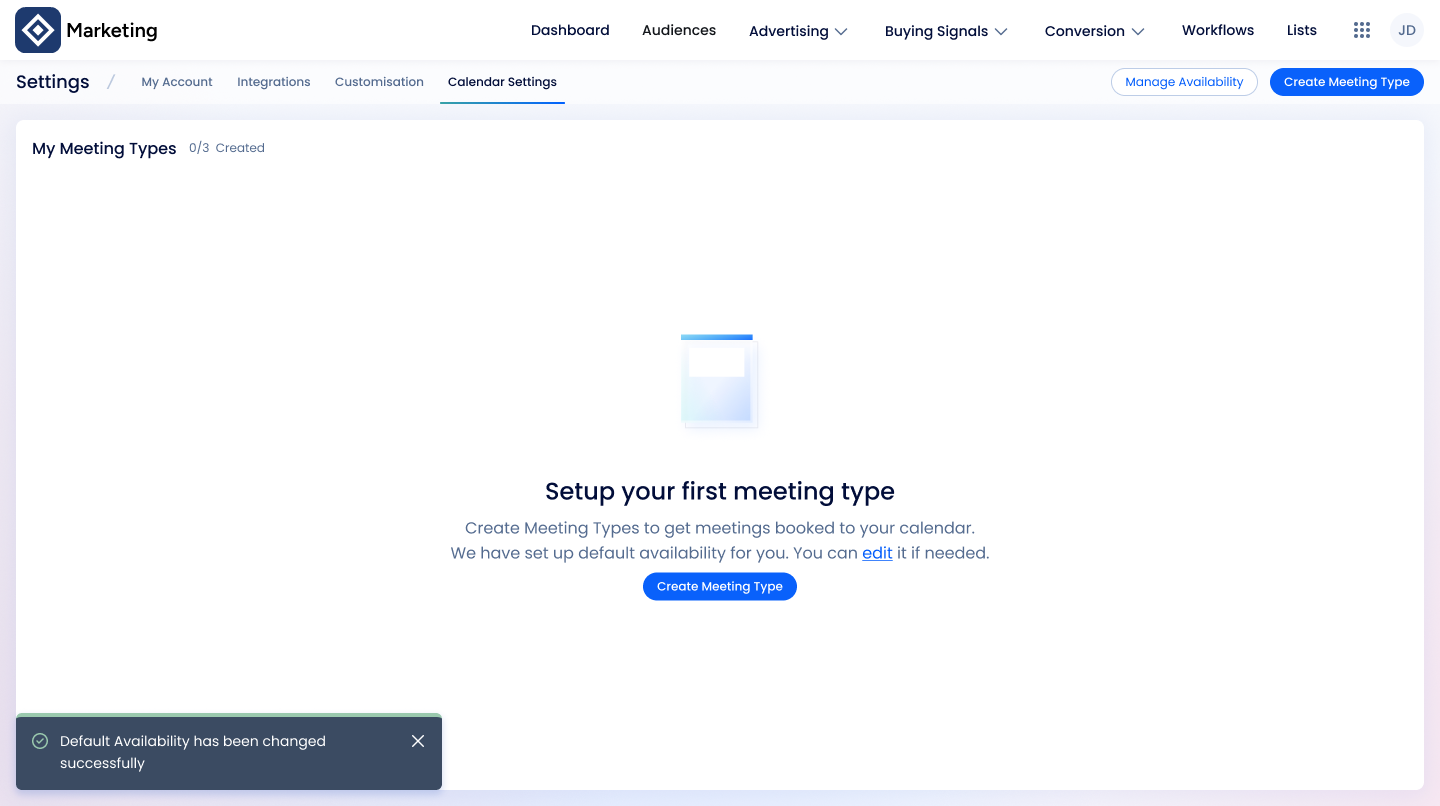 Marketing
Dashboard
Audiences
Advertising
Buying Signals
Conversion
Workflows
Lists
JD
Settings / My Account
Integrations
Customisation
Calendar Settings
Manage Availability
Create Meeting Type
My Meeting Types 0/3 Created
Setup your first meeting type
Create Meeting Types to get meetings booked to your calendar.
We have set up default availability for you. You can edit it if needed.
Create Meeting Type
Default Availability has been changed
successfully